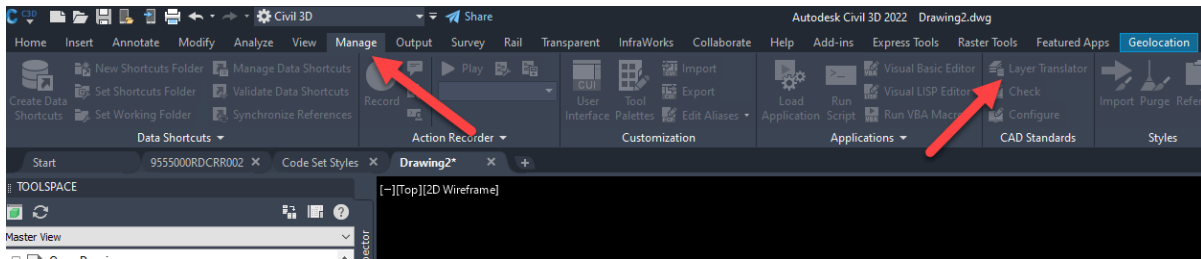 C3D Civil 3D Share Autodesk Civil 3D 2022 Drawing2.dwg
Home Insert Annotate Modify Analyze View Manage Output Survey Rail Transparent InfraWorks Collaborate Help Add-ins Express Tools Raster Tools Featured Apps Geolocation
New Shortcuts Folder Manage Data Shortcuts Play Import Visual Basic Editor Layer Translator
Create Data Shortcuts Set Shortcuts Folder Validate Data Shortcuts Record CUI User Interface Tool Palettes Export Load Application Run Script Visual LISP Editor Check Import Purge Refer
Set Working Folder Synchronize References Edit Aliases Run VBA Macro Configure
Data Shortcuts Action Recorder Customization Applications CAD Standards Styles
Start 9555000RDCRR002 Code Set Styles Drawing2*
TOOLSPACE
[−][Top][2D Wireframe]
Master View